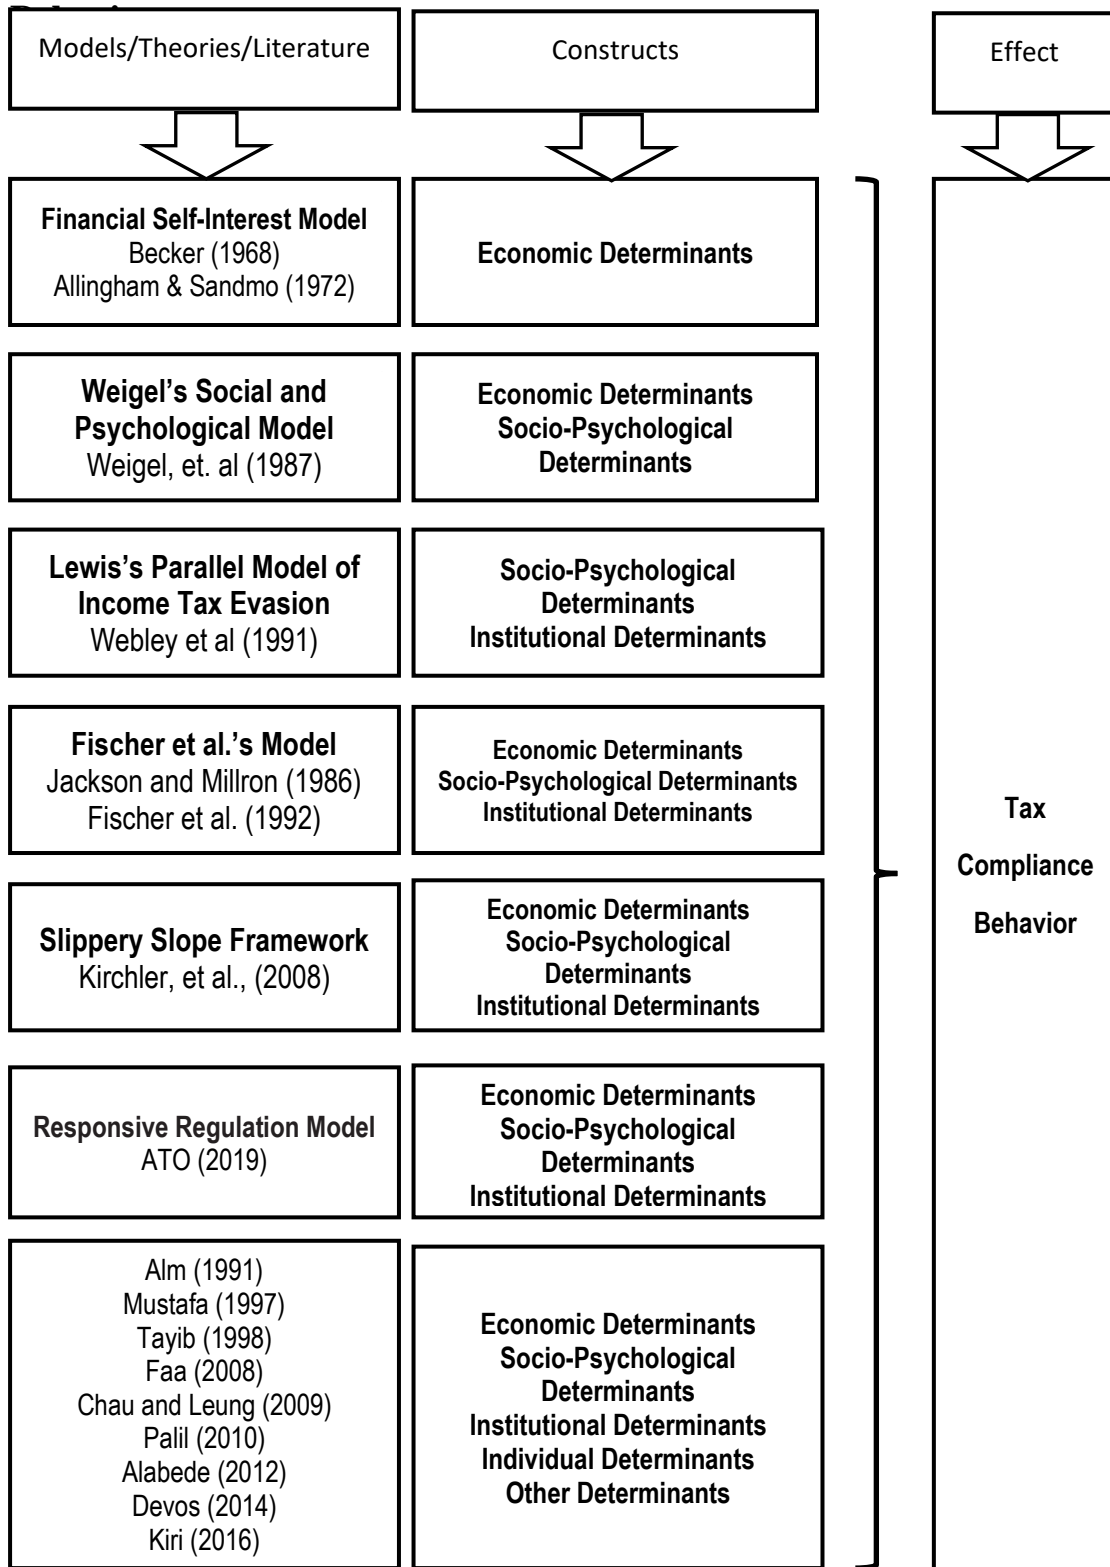 Models/Theories/Literature
Constructs
Effect
Financial Self-Interest Model
Becker (1968)
Allingham & Sandmo (1972)
Economic Determinants
Weigel’s Social and
Psychological Model
Weigel, et. al (1987)
Economic Determinants
Socio-Psychological
Determinants
Lewis’s Parallel Model of
Income Tax Evasion
Webley et al (1991)
Socio-Psychological
Determinants
Institutional Determinants
Fischer et al.’s Model
Jackson and Millron (1986)
Fischer et al. (1992)
Economic Determinants
Socio-Psychological Determinants
Institutional Determinants
Slippery Slope Framework
Kirchler, et al., (2008)
Economic Determinants
Socio-Psychological
Determinants
Institutional Determinants
Responsive Regulation Model
ATO (2019)
Economic Determinants
Socio-Psychological
Determinants
Institutional Determinants
Alm (1991)
Mustafa (1997)
Tayib (1998)
Faa (2008)
Chau and Leung (2009)
Palil (2010)
Alabede (2012)
Devos (2014)
Kiri (2016)
Economic Determinants
Socio-Psychological
Determinants
Institutional Determinants
Individual Determinants
Other Determinants
Tax
Compliance
Behavior